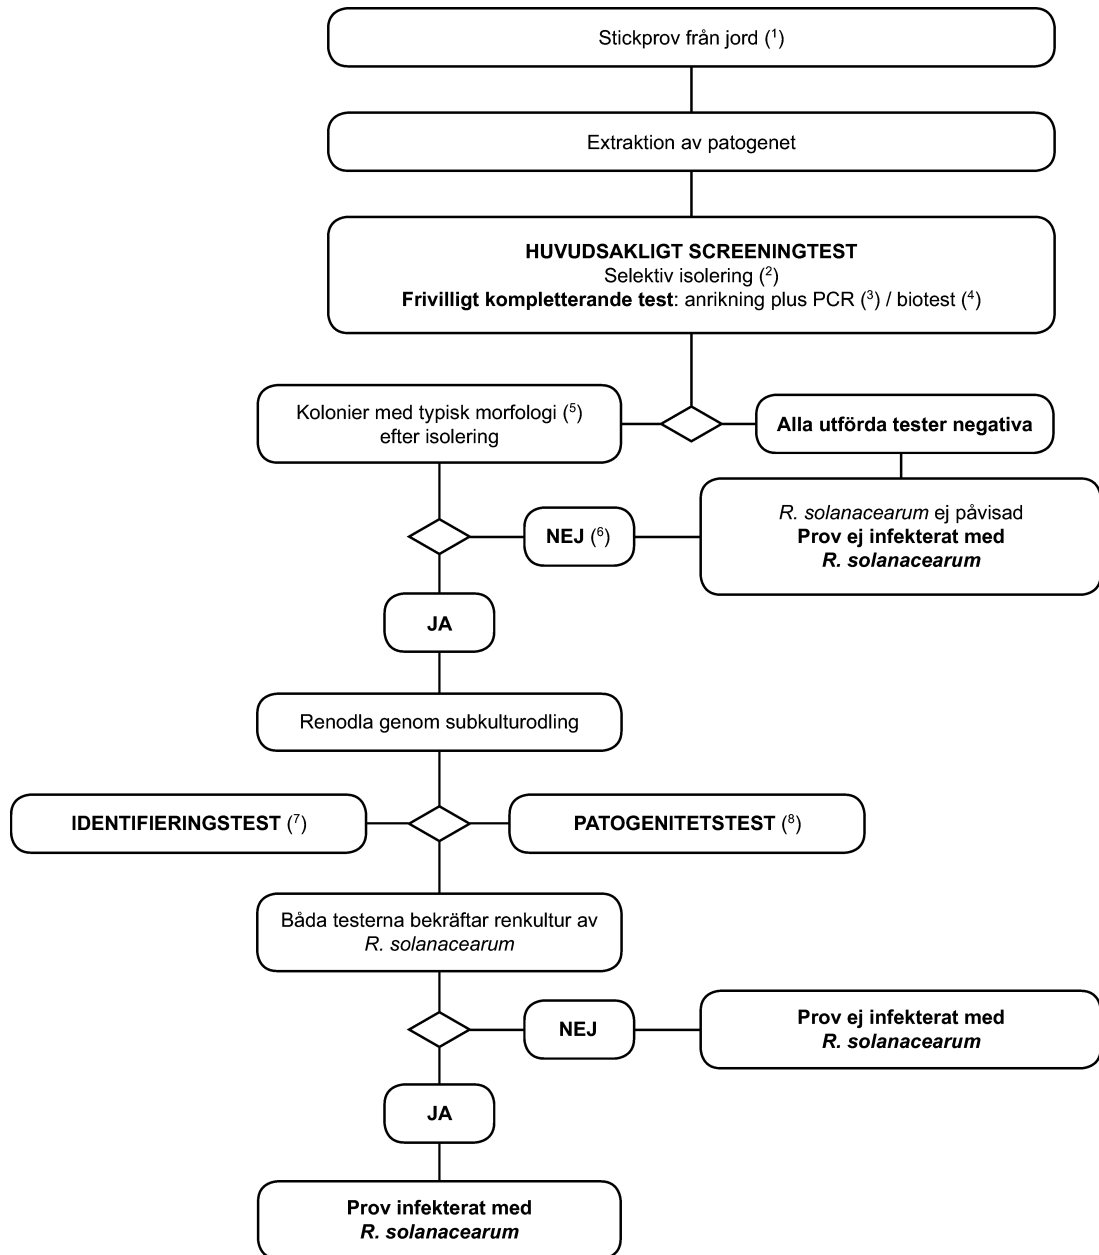 Stickprov från jord (¹)
Extraktion av patogenet
HUVUDSAKLIGT SCREENINGTEST
Selektiv isolering (²)
Frivilligt kompletterande test: anrikning plus PCR (³) / biotest (⁴)
Kolonier med typisk morfologi (⁵)
efter isolering
Alla utförda tester negativa
NEJ (⁶)
R. solanacearum ej påvisad
Prov ej infekterat med
R. solanacearum
JA
Renodla genom subkulturodling
IDENTIFIERINGSTEST (⁷)
PATOGENITETSTEST (⁸)
Båda testerna bekräftar renkultur av
R. solanacearum
NEJ
Prov ej infekterat med
R. solanacearum
JA
Prov infekterat med
R. solanacearum